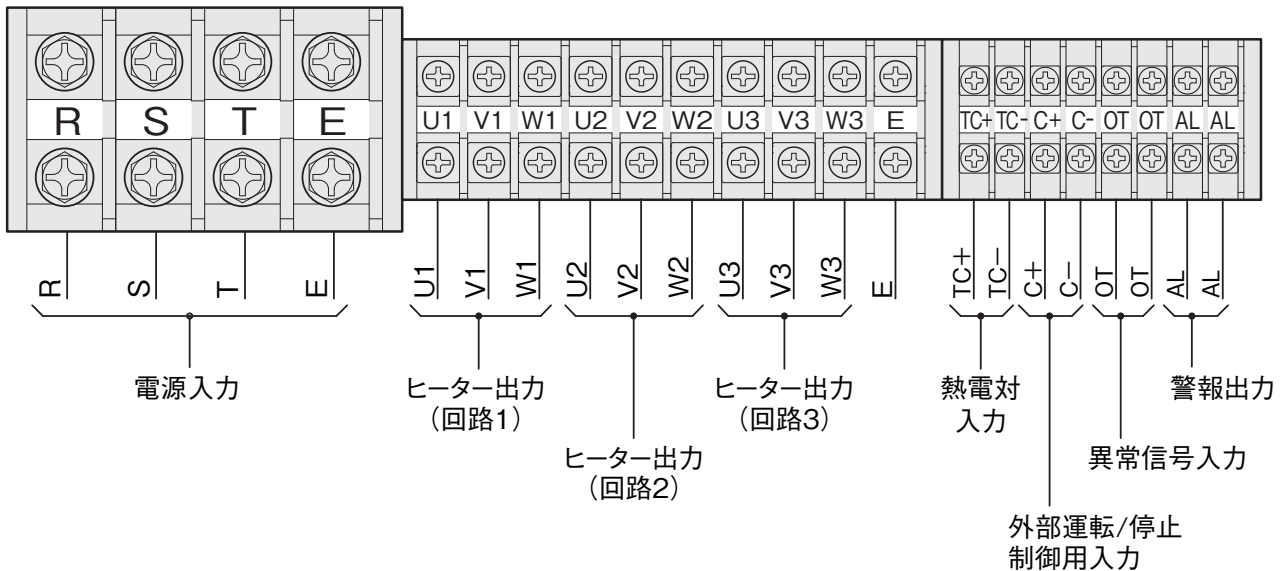 R S T E
U1 V1 W1 U2 V2 W2 U3 V3 W3 E
TC+ TC- C+ C- OT OT AL AL
R S T E
U1 V1 W1 U2 V2 W2 U3 V3 W3 E
TC+ TC− C+ C− OT OT AL AL
電源入力
ヒーター出力
（回路1）
ヒーター出力
（回路2）
ヒーター出力
（回路3）
熱電対
入力
外部運転/停止
制御用入力
異常信号入力
警報出力